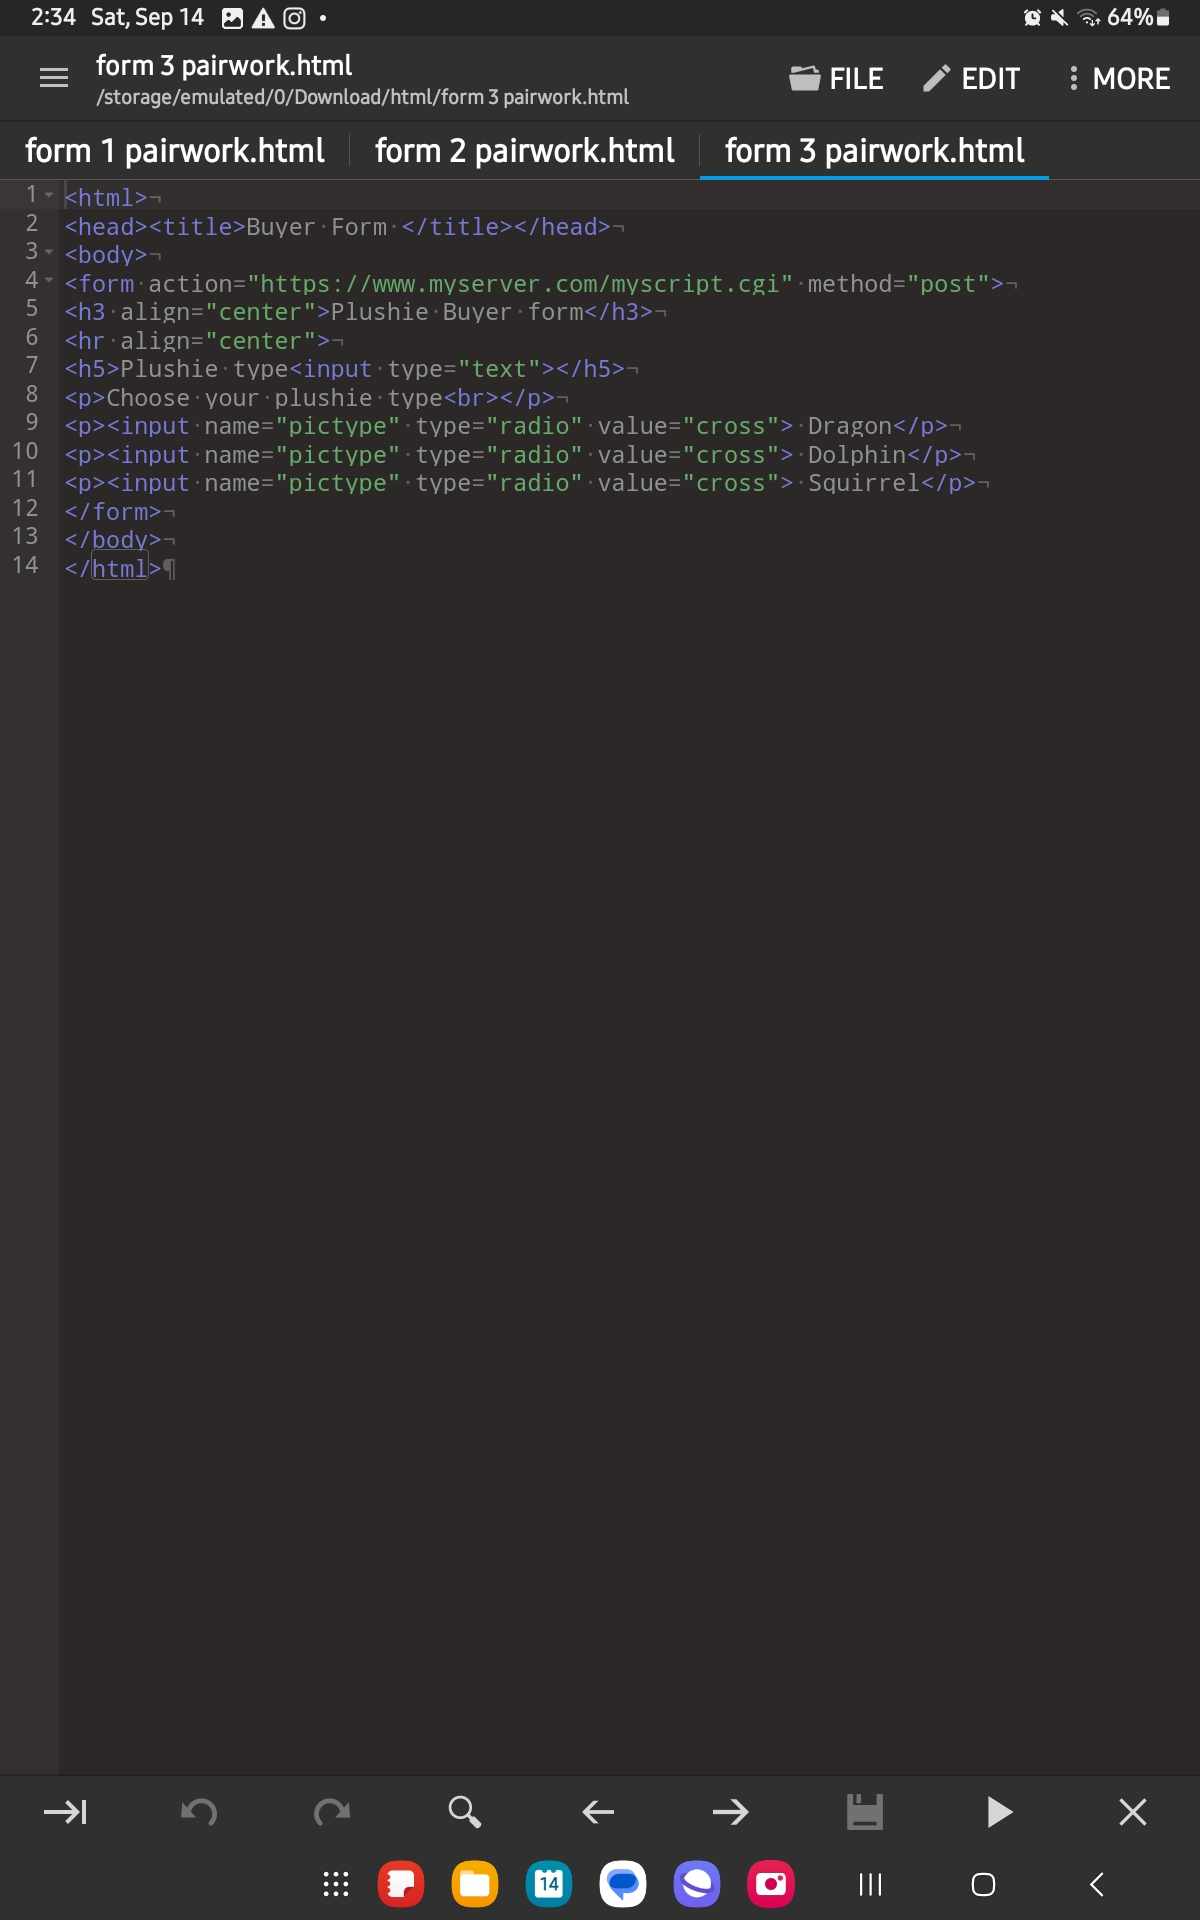 2:34 Sat, Sep 14 64%
form 3 pairwork.html
/storage/emulated/0/Download/html/form 3 pairwork.html
FILE EDIT MORE
form 1 pairwork.html form 2 pairwork.html form 3 pairwork.html
1 <html>¬
2 <head><title>Buyer·Form·</title></head>¬
3 <body>¬
4 <form·action="https://www.myserver.com/myscript.cgi"·method="post">¬
5 <h3·align="center">Plushie·Buyer·form</h3>¬
6 <hr·align="center">¬
7 <h5>Plushie·type<input·type="text"></h5>¬
8 <p>Choose·your·plushie·type<br></p>¬
9 <p><input·name="pictype"·type="radio"·value="cross">·Dragon</p>¬
10 <p><input·name="pictype"·type="radio"·value="cross">·Dolphin</p>¬
11 <p><input·name="pictype"·type="radio"·value="cross">·Squirrel</p>¬
12 </form>¬
13 </body>¬
14 </html>¶
14